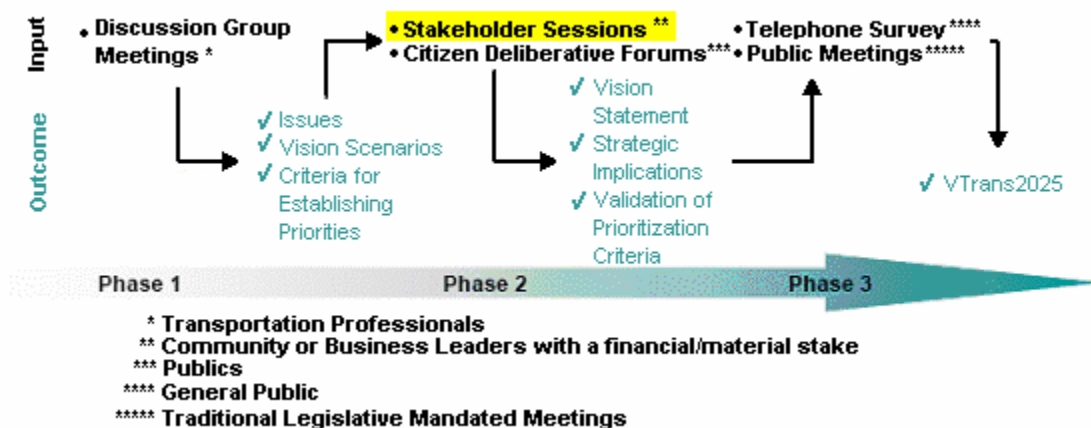 Input
• Discussion Group
Meetings *
• Stakeholder Sessions **
• Citizen Deliberative Forums***
• Telephone Survey****
• Public Meetings*****
Outcome
✓ Issues
✓ Vision Scenarios
✓ Criteria for
Establishing
Priorities
✓ Vision
Statement
✓ Strategic
Implications
✓ Validation of
Prioritization
Criteria
✓ VTrans2025
Phase 1
Phase 2
Phase 3
* Transportation Professionals
** Community or Business Leaders with a financial/material stake
*** Publics
**** General Public
***** Traditional Legislative Mandated Meetings